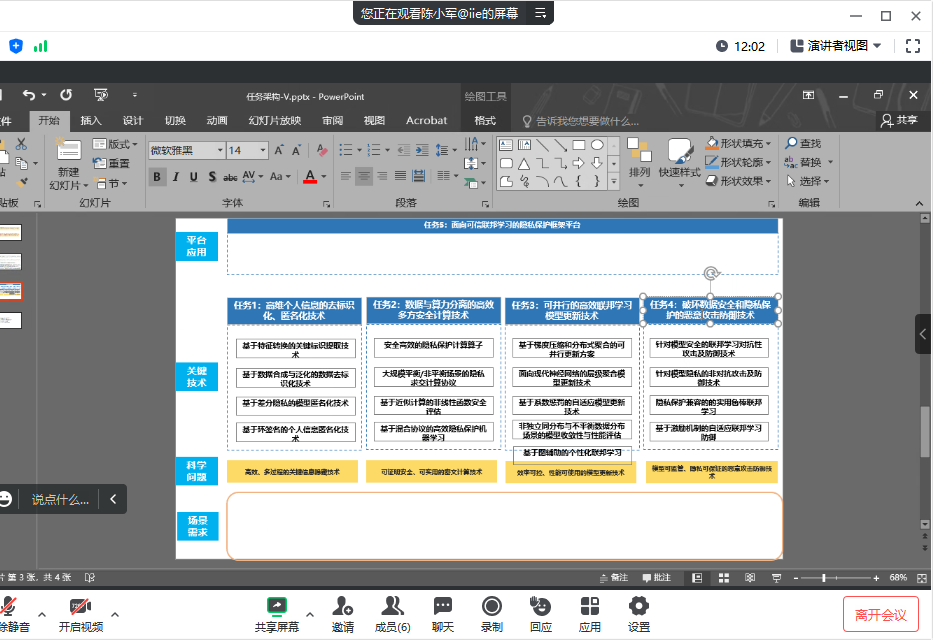 您正在观看陈小军@iie的屏幕
12:02
演讲者视图
任务架构-V.pptx - PowerPoint
绘图工具
件
开始
插入
设计
切换
动画
幻灯片放映
审阅
视图
Acrobat
格式
告诉我您想要做什么...
共享
粘
新建
幻灯片
版式
重置
节
微软雅黑
14
B I U S abc AV Aa A
排列
快速样式
形状填充
形状轮廓
形状效果
查找
替换
选择
贴板
幻灯片
字体
段落
绘图
编辑
平台
应用
任务5:面向可信联邦学习的隐私保护框架平台
任务1:高维个人信息的去标识
化、匿名化技术
任务2:数据与算力分离的高效
多方安全计算技术
任务3:可并行的高效联邦学习
模型更新技术
任务4:破坏数据安全和隐私保
护的恶意攻击防御技术
关键
技术
基于特征转换的关键标识提取技
术
基于数据合成与泛化的数据去标
识化技术
基于差分隐私的模型匿名化技术
基于环签名的个人信息匿名化技
术
安全高效的隐私保护计算算子
大规模平衡/非平衡场景的隐私
求交计算协议
基于近似计算的非线性函数安全
评估
基于混合协议的高效隐私保护机
器学习
基于梯度压缩和分布式聚合的可
并行更新方案
面向现代神经网络的层级聚合模
型更新技术
基于系数惩罚的自适应模型更新
技术
非独立同分布与不平衡数据分布
场景的模型收敛性与性能评估
基于图辅助的个性化联邦学习
针对模型安全的联邦学习对抗性
攻击及防御技术
针对模型隐私的非对抗攻击及防
御技术
隐私保护兼容的的实用鲁棒联邦
学习
基于激励机制的自适应联邦学习
防御
科学
问题
高效、多过程的关键信息隐藏技术
可证明安全、可实用的密文计算技术
效率可控、性能可使用的模型更新技术
模型可监管、隐私可保证的恶意攻击防御技
术
场景
需求
说点什么...
片 第 3 张,共 4 张
备注
批注
68%
除静音
开启视频
共享屏幕
邀请
成员(6)
聊天
录制
回应
应用
设置
离开会议